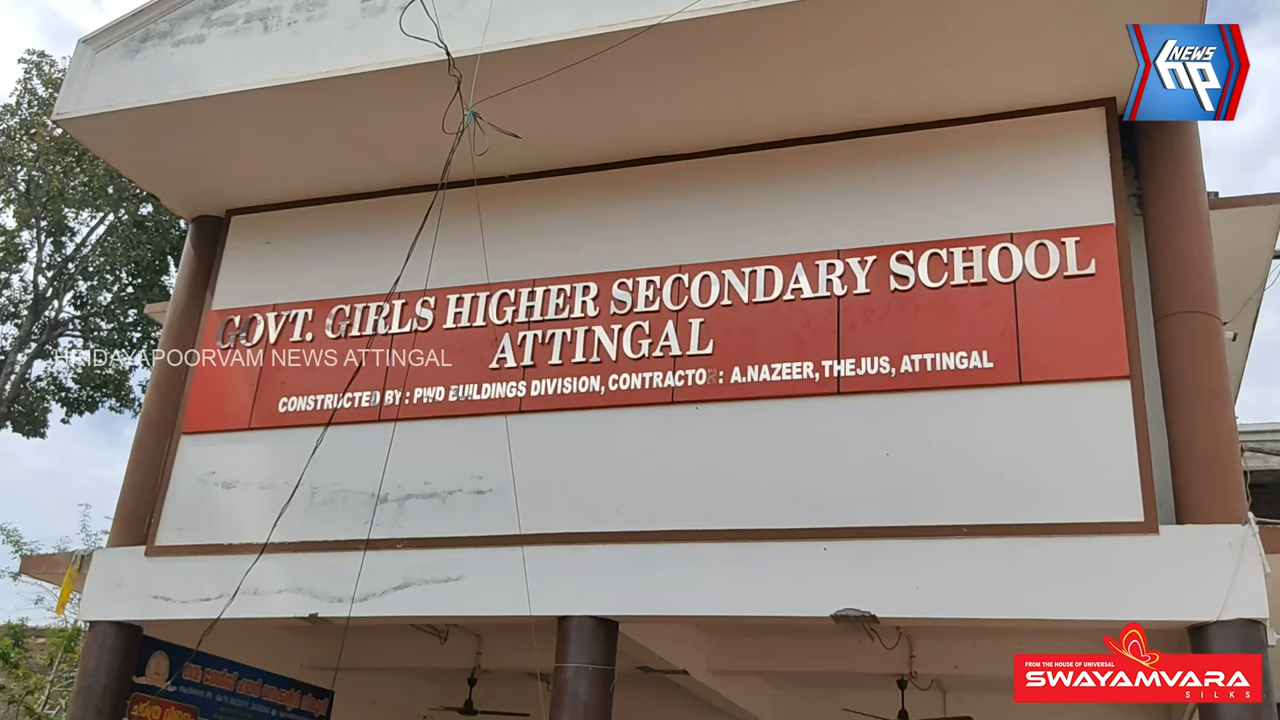 NEWS
hp
GOVT. GIRLS HIGHER SECONDARY SCHOOL
ATTINGAL
CONSTRUCTED BY : PWD BUILDINGS DIVISION, CONTRACTOR : A.NAZEER, THEJUS, ATTINGAL
HRIDAYAPOORVAM NEWS ATTINGAL
FROM THE HOUSE OF UNIVERSAL
SWAYAMVARA
SILKS